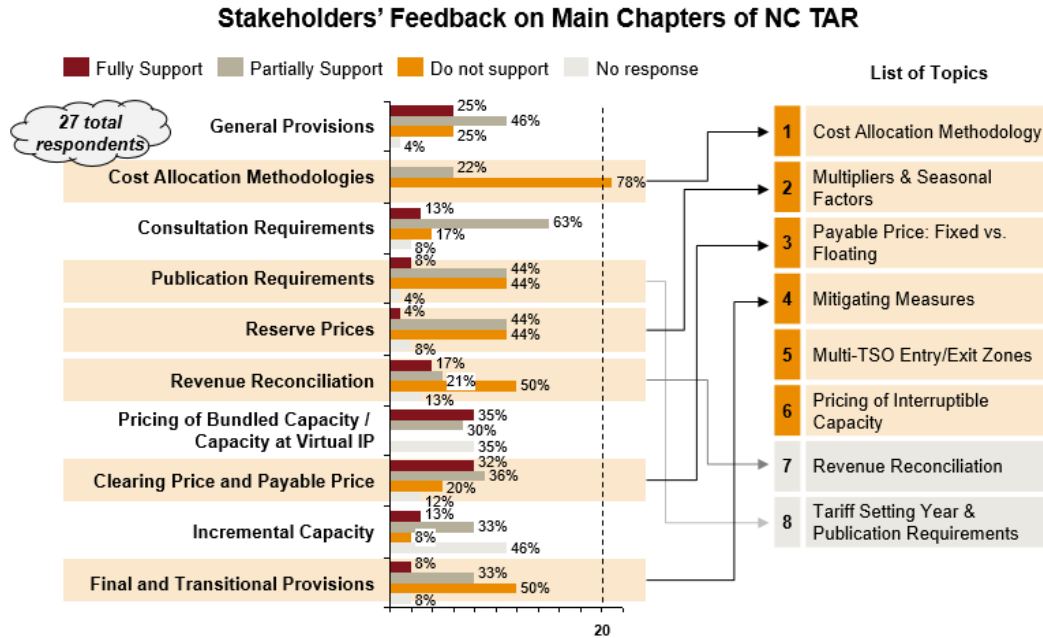 Stakeholders' Feedback on Main Chapters of NC TAR
Fully Support
Partially Support
Do not support
No response
List of Topics
27 total
respondents
General Provisions
25%
46%
25%
4%
Cost Allocation Methodologies
22%
78%
Consultation Requirements
13%
63%
17%
8%
Publication Requirements
8%
44%
44%
4%
Reserve Prices
4%
44%
44%
8%
Revenue Reconciliation
17%
21%
50%
13%
Pricing of Bundled Capacity /
Capacity at Virtual IP
35%
30%
35%
Clearing Price and Payable Price
32%
36%
20%
12%
Incremental Capacity
13%
33%
8%
46%
Final and Transitional Provisions
8%
33%
50%
8%
20
1 Cost Allocation Methodology
2 Multipliers & Seasonal
Factors
3 Payable Price: Fixed vs.
Floating
4 Mitigating Measures
5 Multi-TSO Entry/Exit Zones
6 Pricing of Interruptible
Capacity
7 Revenue Reconciliation
8 Tariff Setting Year &
Publication Requirements